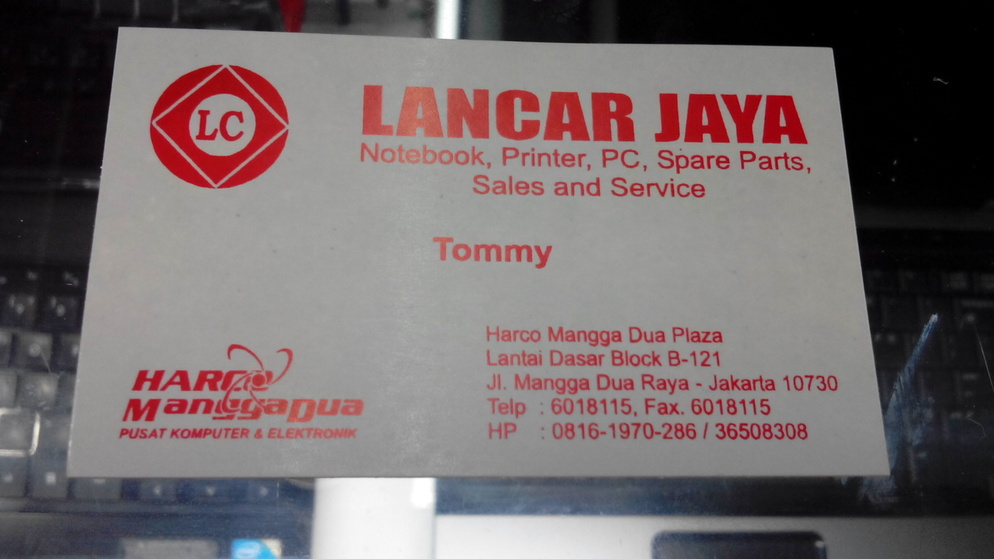 LC
LANCAR JAYA
Notebook, Printer, PC, Spare Parts,
Sales and Service
Tommy
HARCO
ManggaDua
PUSAT KOMPUTER & ELEKTRONIK
Harco Mangga Dua Plaza
Lantai Dasar Block B-121
Jl. Mangga Dua Raya - Jakarta 10730
Telp : 6018115, Fax. 6018115
HP : 0816-1970-286 / 36508308